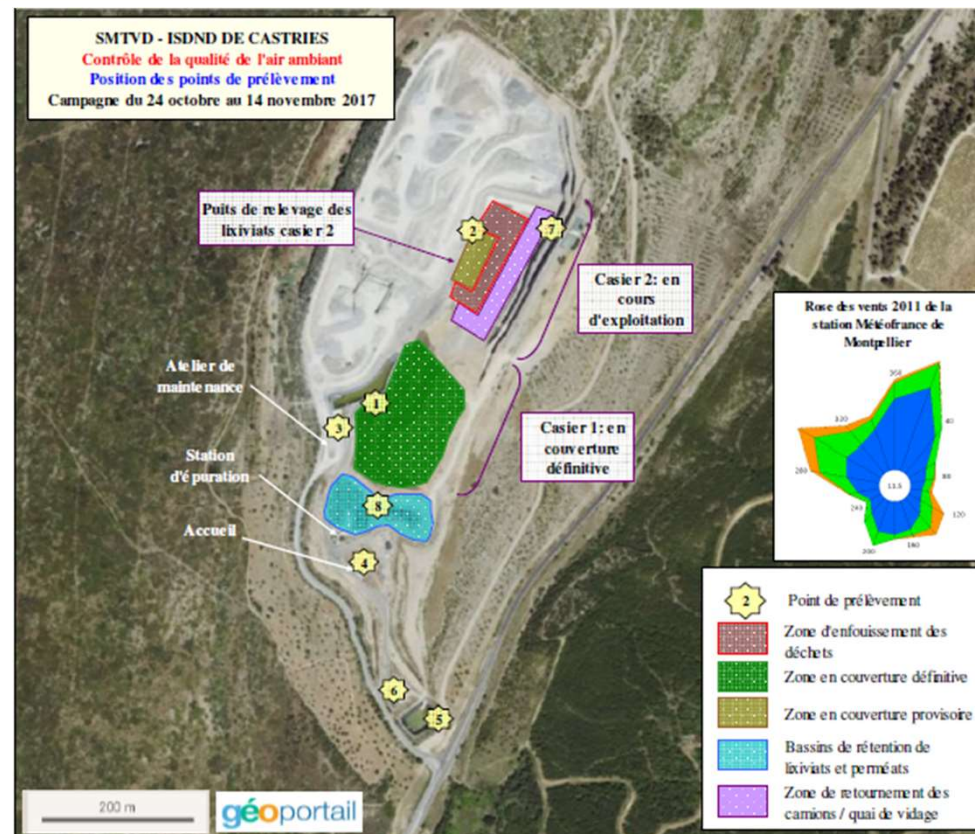 SMTVD - ISDND DE CASTRIES
Contrôle de la qualité de l'air ambiant
Position des points de prélèvement
Campagne du 24 octobre au 14 novembre 2017
Puits de relevage des
lixiviats casier 2
2
7
Casier 2: en
cours
d'exploitation
Rose des vents 2011 de la
station Météofrance de
Montpellier
360
40
320
280
80
13.5
240
120
200
160
Atelier de
maintenance
1
3
Casier 1: en
couverture
définitive
Station
d'épuration
8
Accueil
4
6
5
2
Point de prélèvement
Zone d'enfouissement des
déchets
Zone en couverture définitive
Zone en couverture provisoire
Bassins de rétention de
lixiviats et perméats
Zone de retournement des
camions / quai de vidage
200 m
géoportail